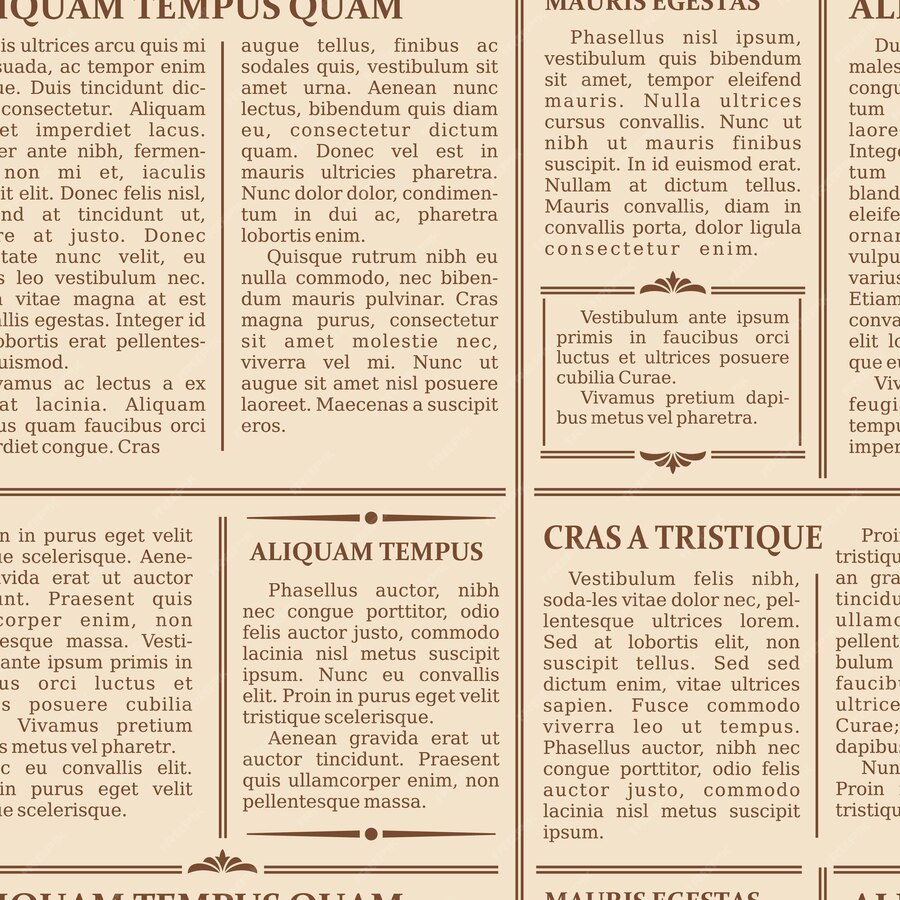 QUAM TEMPUS QUAM
is ultrices arcu quis mi
suada, ac tempor enim
ue. Duis tincidunt dic-
consectetur. Aliquam
et imperdiet lacus.
er ante nibh, fermen-
non mi et, iaculis
it elit. Donec felis nisl,
nd at tincidunt ut,
re at justo. Donec
tate nunc velit, eu
s leo vestibulum nec.
vitae magna at est
llis egestas. Integer id
obortis erat pellentes-
uismod.
vamus ac lectus a ex
at lacinia. Aliquam
us quam faucibus orci
rdiet congue. Cras
augue tellus, finibus ac
sodales quis, vestibulum sit
amet urna. Aenean nunc
lectus, bibendum quis diam
eu, consectetur dictum
quam. Donec vel est in
mauris ultricies pharetra.
Nunc dolor dolor, condimen-
tum in dui ac, pharetra
lobortis enim.
Quisque rutrum nibh eu
nulla commodo, nec biben-
dum mauris pulvinar. Cras
magna purus, consectetur
sit amet molestie nec,
viverra vel mi. Nunc ut
augue sit amet nisl posuere
laoreet. Maecenas a suscipit
eros.
MAURIS EGESTAS
Phasellus nisl ipsum,
vestibulum quis bibendum
sit amet, tempor eleifend
mauris. Nulla ultrices
cursus convallis. Nunc ut
nibh ut mauris finibus
suscipit. In id euismod erat.
Nullam at dictum tellus.
Mauris convallis, diam in
convallis porta, dolor ligula
consectetur enim.
Vestibulum ante ipsum
primis in faucibus orci
luctus et ultrices posuere
cubilia Curae.
Vivamus pretium dapi-
bus metus vel pharetra.
AL
Du
males
congu
tum
laore
Intege
tum
bland
eleife
ornar
vulpu
varius
Etiam
conva
elit lo
que eu
Viv
feugi
tempu
imper
n in purus eget velit
ue scelerisque. Aene-
vida erat ut auctor
unt. Praesent quis
corper enim, non
esque massa. Vesti-
ante ipsum primis in
us orci luctus et
s posuere cubilia
Vivamus pretium
s metus vel pharetr.
c eu convallis elit.
in purus eget velit
ue scelerisque.
ALIQUAM TEMPUS
Phasellus auctor, nibh
nec congue porttitor, odio
felis auctor justo, commodo
lacinia nisl metus suscipit
ipsum. Nunc eu convallis
elit. Proin in purus eget velit
tristique scelerisque.
Aenean gravida erat ut
auctor tincidunt. Praesent
quis ullamcorper enim, non
pellentesque massa.
CRAS A TRISTIQUE
Vestibulum felis nibh,
soda-les vitae dolor nec, pel-
lentesque ultrices lorem.
Sed at lobortis elit, non
suscipit tellus. Sed sed
dictum enim, vitae ultrices
sapien. Fusce commodo
viverra leo ut tempus.
Phasellus auctor, nibh nec
congue porttitor, odio felis
auctor justo, commodo
lacinia nisl metus suscipit
ipsum.
Proi
tristiqu
an gra
tincidu
ullamc
pellent
bulum
faucib
ultrice
Curae;
dapibu
Nun
Proin
tristiqu
IQUAM TEMPUS QUAM
MAURIS EGESTAS
AL